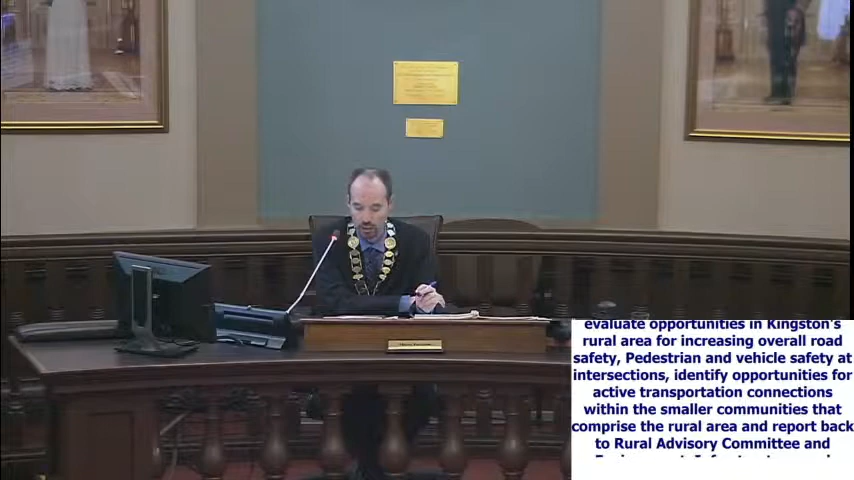 evaluate opportunities in Kingston's
rural area for increasing overall road
safety, Pedestrian and vehicle safety at
intersections, identify opportunities for
active transportation connections
within the smaller communities that
comprise the rural area and report back
to Rural Advisory Committee and